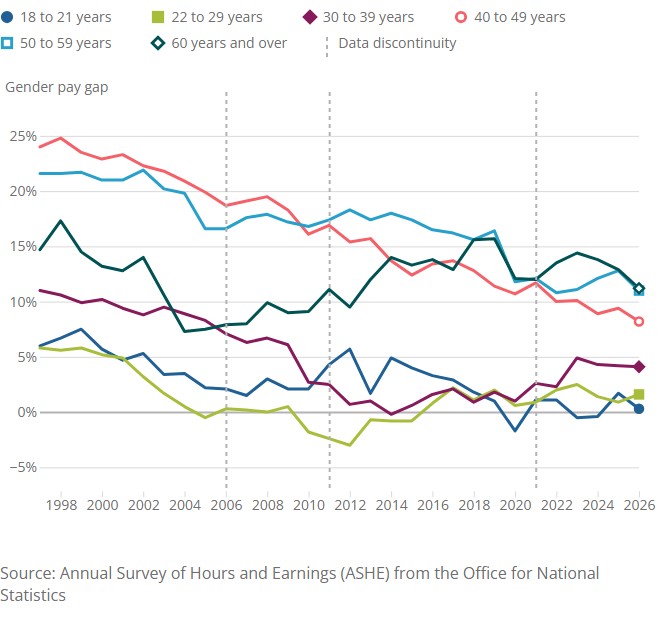 18 to 21 years 22 to 29 years 30 to 39 years 40 to 49 years
50 to 59 years 60 years and over Data discontinuity
Gender pay gap
25%
20%
15%
10%
5%
0%
−5%
1998 2000 2002 2004 2006 2008 2010 2012 2014 2016 2018 2020 2022 2024 2026
Source: Annual Survey of Hours and Earnings (ASHE) from the Office for National
Statistics